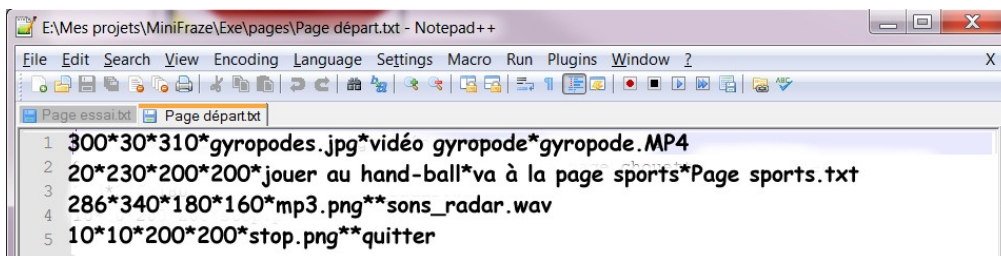 E:\Mes projets\MiniFraze\Exe\pages\Page départ.txt - Notepad++
File Edit Search View Encoding Language Settings Macro Run Plugins Window ? X
Page essai.txt Page départ.txt
1 300*30*310*gyropodes.jpg*vidéo gyropode*gyropode.MP4
2 20*230*200*200*jouer au hand-ball*va à la page sports*Page sports.txt
3 286*340*180*160*mp3.png**sons_radar.wav
4
5 10*10*200*200*stop.png**quitter